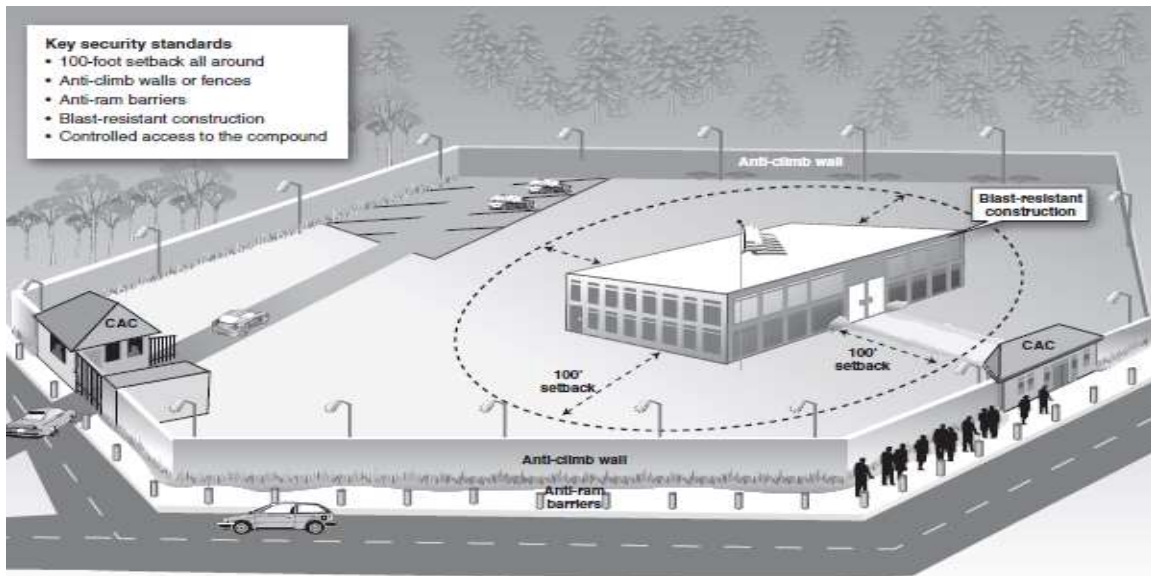 Key security standards
• 100-foot setback all around
• Anti-climb walls or fences
• Anti-ram barriers
• Blast-resistant construction
• Controlled access to the compound
Anti-climb wall
Blast-resistant
construction
CAC
CAC
100'
setback
100'
setback
Anti-climb wall
Anti-ram
barriers